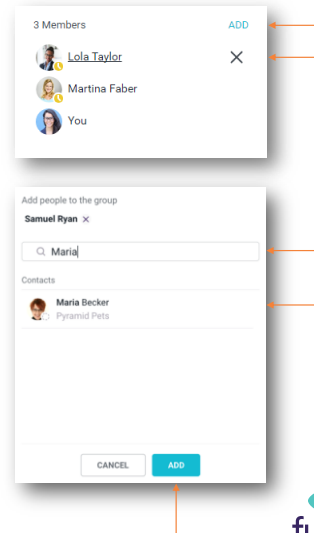 3 Members ADD
Lola Taylor
Martina Faber
You
Add people to the group
Samuel Ryan ×
Maria
Contacts
Maria Becker
Pyramid Pets
CANCEL ADD